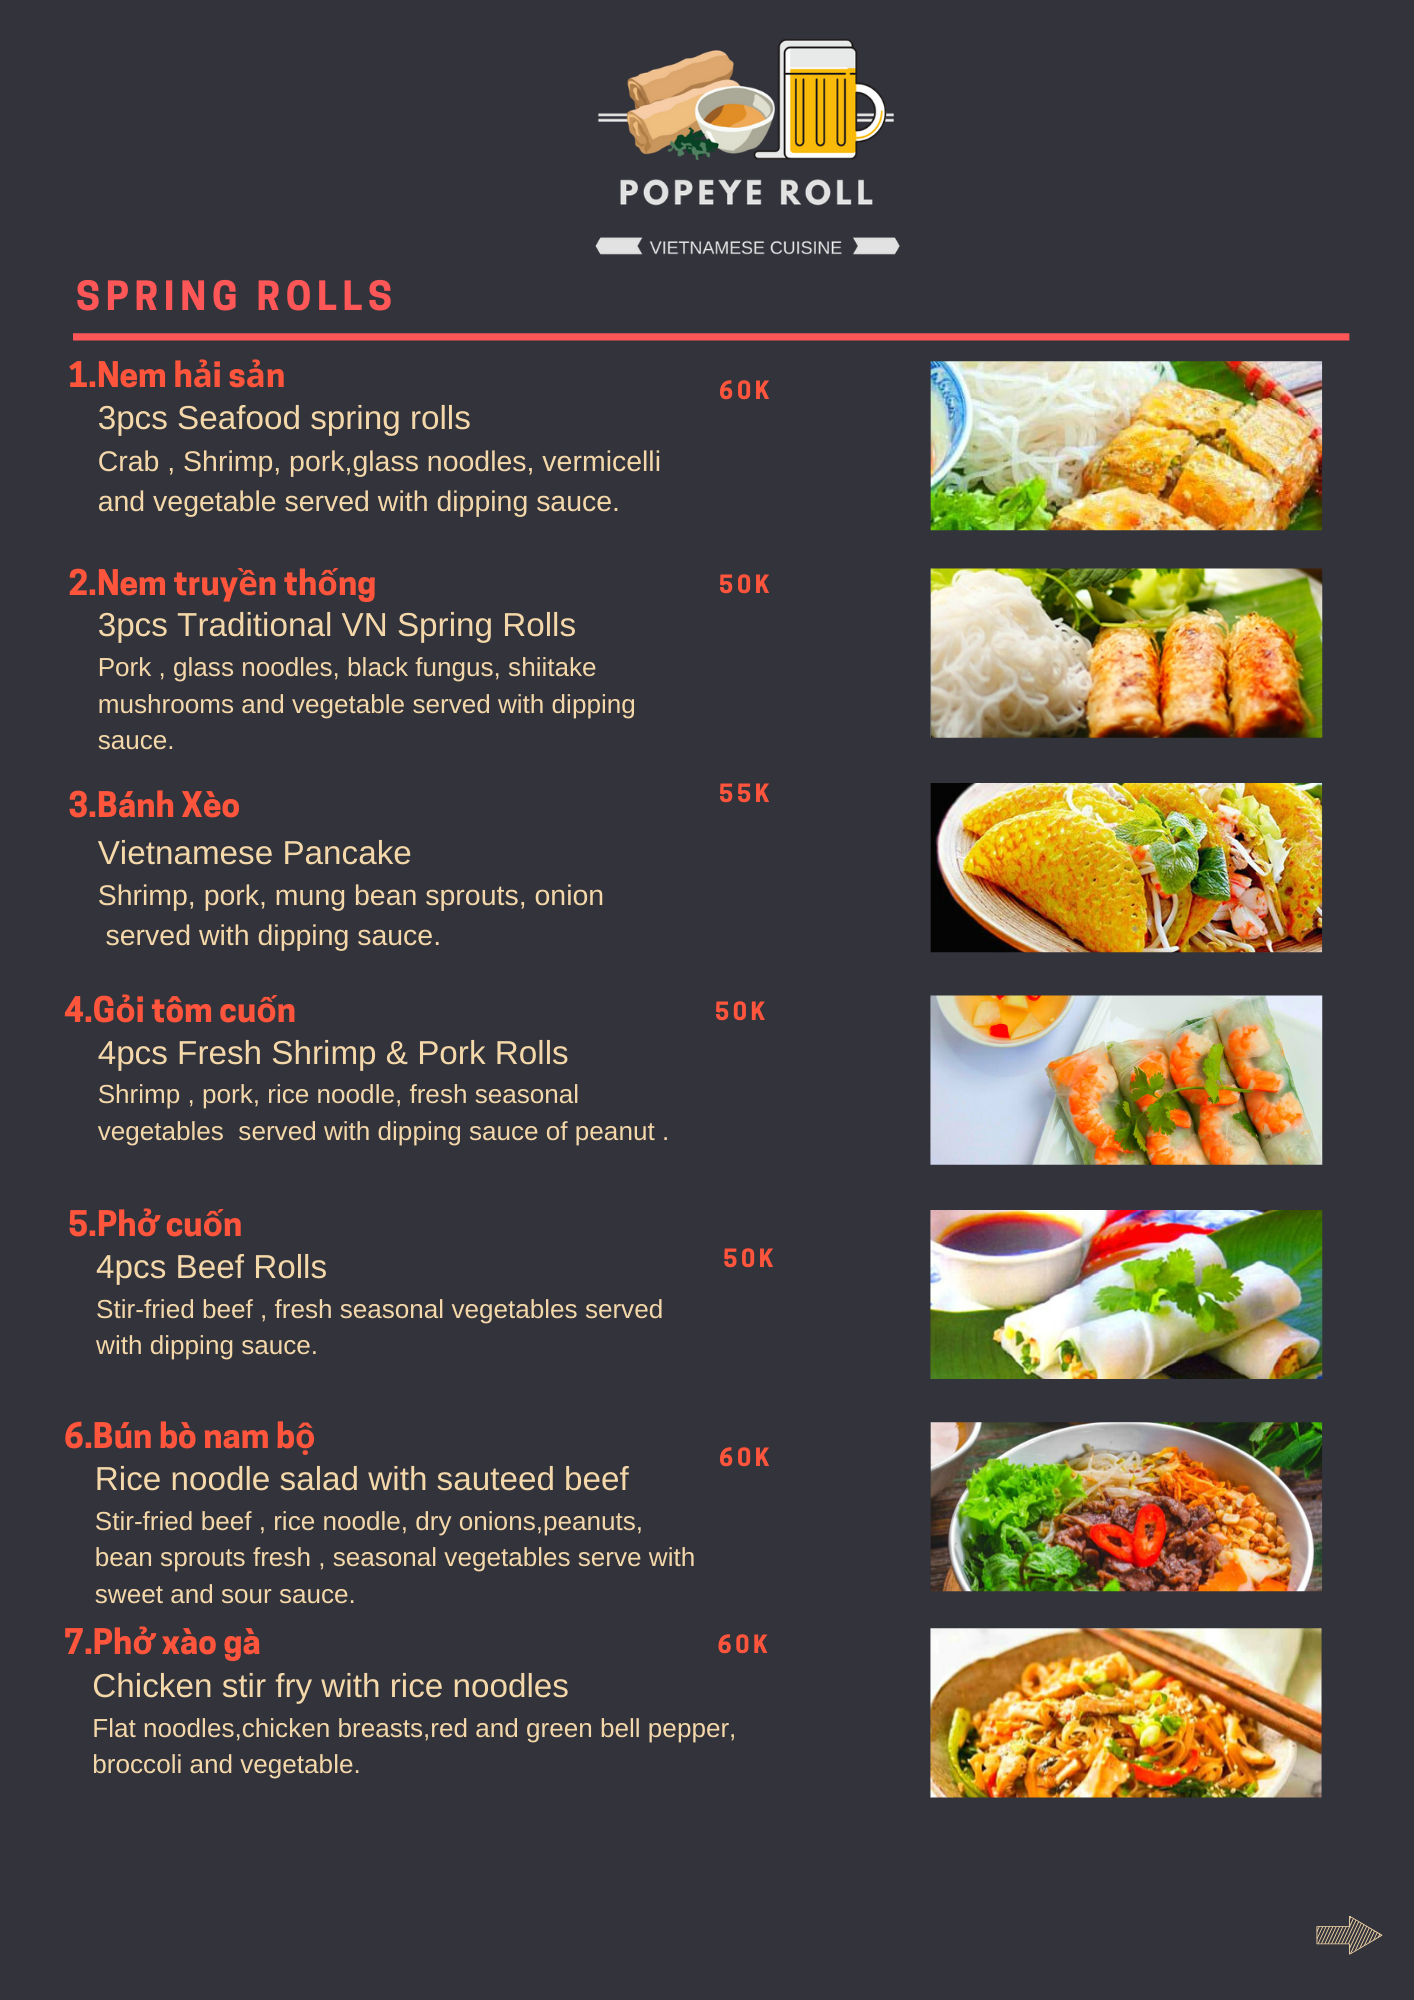 POPEYE ROLL
VIETNAMESE CUISINE
SPRING ROLLS
1.Nem hải sản
60K
3pcs Seafood spring rolls
Crab , Shrimp, pork,glass noodles, vermicelli
and vegetable served with dipping sauce.
2.Nem truyền thống
50K
3pcs Traditional VN Spring Rolls
Pork , glass noodles, black fungus, shiitake
mushrooms and vegetable served with dipping
sauce.
3.Bánh Xèo
55K
Vietnamese Pancake
Shrimp, pork, mung bean sprouts, onion
served with dipping sauce.
4.Gỏi tôm cuốn
50K
4pcs Fresh Shrimp & Pork Rolls
Shrimp , pork, rice noodle, fresh seasonal
vegetables  served with dipping sauce of peanut .
5.Phở cuốn
50K
4pcs Beef Rolls
Stir-fried beef , fresh seasonal vegetables served
with dipping sauce.
6.Bún bò nam bộ
60K
Rice noodle salad with sauteed beef
Stir-fried beef , rice noodle, dry onions,peanuts,
bean sprouts fresh , seasonal vegetables serve with
sweet and sour sauce.
7.Phở xào gà
60K
Chicken stir fry with rice noodles
Flat noodles,chicken breasts,red and green bell pepper,
broccoli and vegetable.